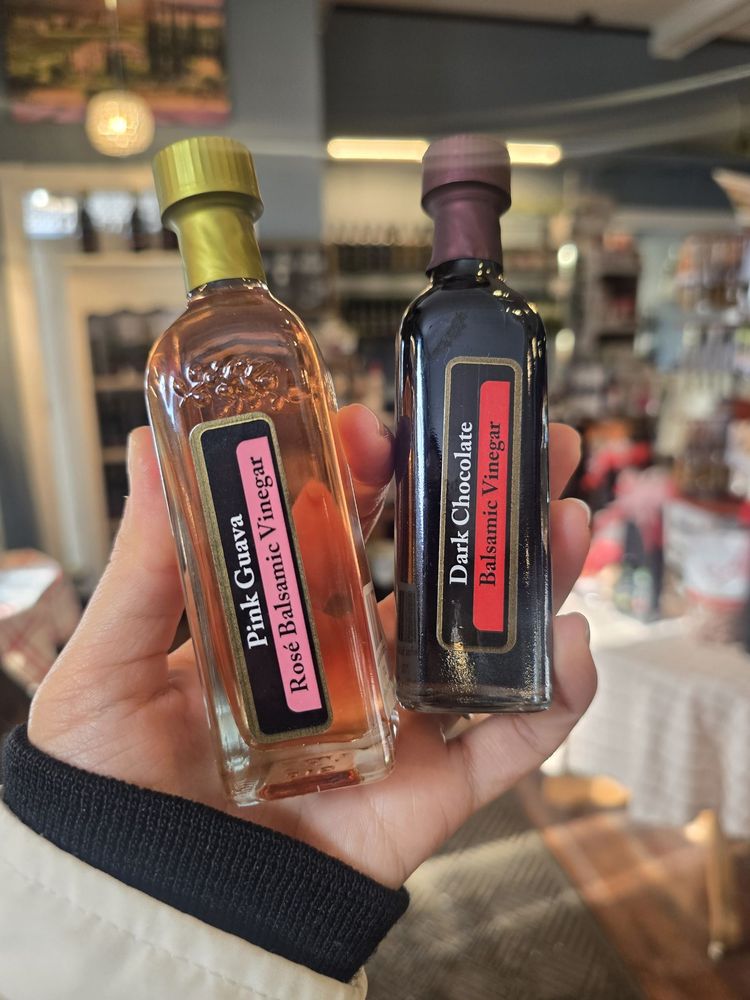 Pink Guava
Rosé Balsamic Vinegar
Dark Chocolate
Balsamic Vinegar